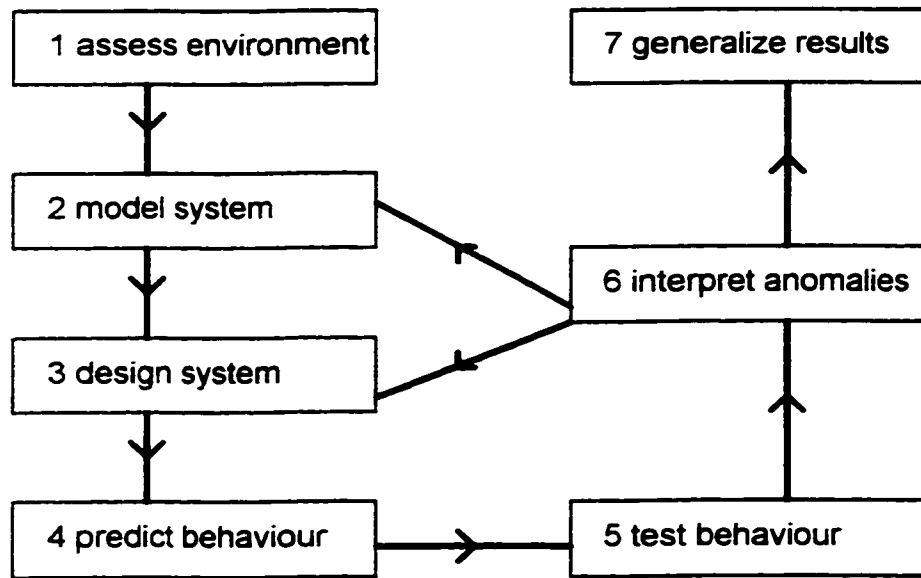 1 assess environment
2 model system
3 design system
4 predict behaviour
5 test behaviour
6 interpret anomalies
7 generalize results